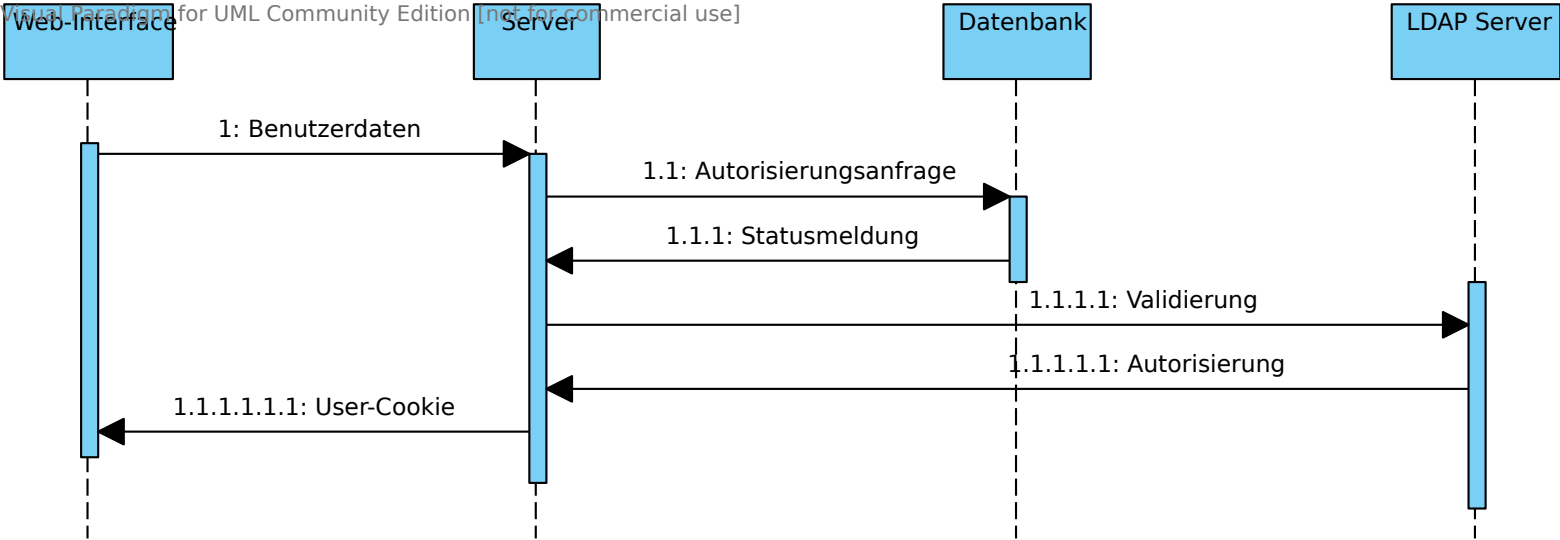 Visual Paradigm for UML Community Edition [not for commercial use]
Web-Interface
Server
Datenbank
LDAP Server
1: Benutzerdaten
1.1: Autorisierungsanfrage
1.1.1: Statusmeldung
1.1.1.1: Validierung
1.1.1.1.1: Autorisierung
1.1.1.1.1.1: User-Cookie